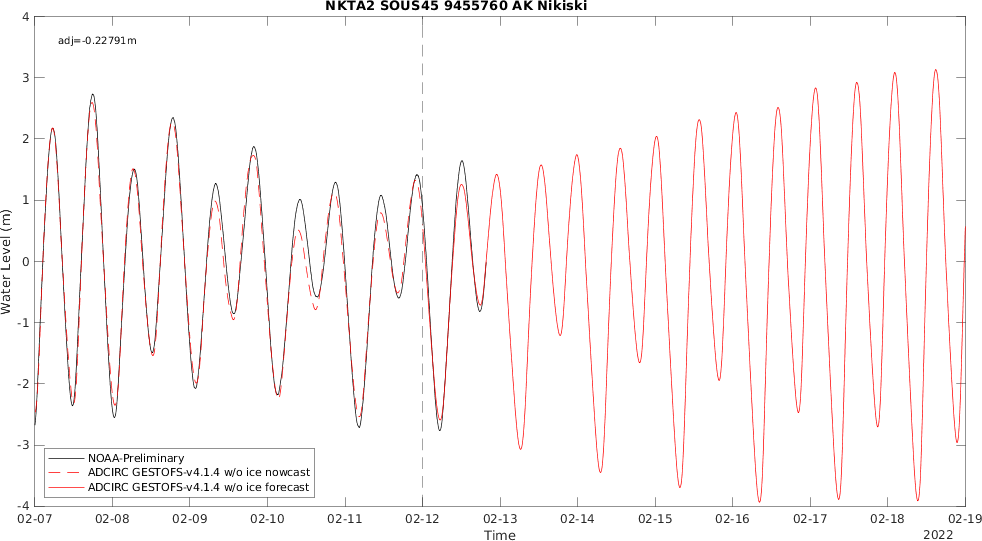 NKTA2 SOUS45 9455760 AK Nikiski
adj=-0.22791m
4
3
2
1
0
-1
-2
-3
-4
Water Level (m)
NOAA-Preliminary
ADCIRC GESTOFS-v4.1.4 w/o ice nowcast
ADCIRC GESTOFS-v4.1.4 w/o ice forecast
02-07 02-08 02-09 02-10 02-11 02-12 02-13 02-14 02-15 02-16 02-17 02-18 02-19
Time
2022